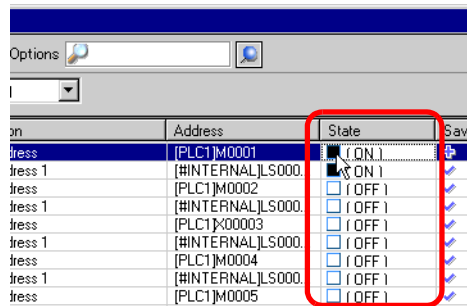 Options
on Address State Sav
dress [PLC1]M0001 ( ON )
dress 1 [#INTERNAL]LS000. ( ON )
dress [PLC1]M0002 ( OFF )
dress 1 [#INTERNAL]LS000. ( OFF )
dress [PLC1]X00003 ( OFF )
dress 1 [#INTERNAL]LS000. ( OFF )
dress [PLC1]M0004 ( OFF )
dress 1 [#INTERNAL]LS000. ( OFF )
dress [PLC1]M0005 ( OFF )